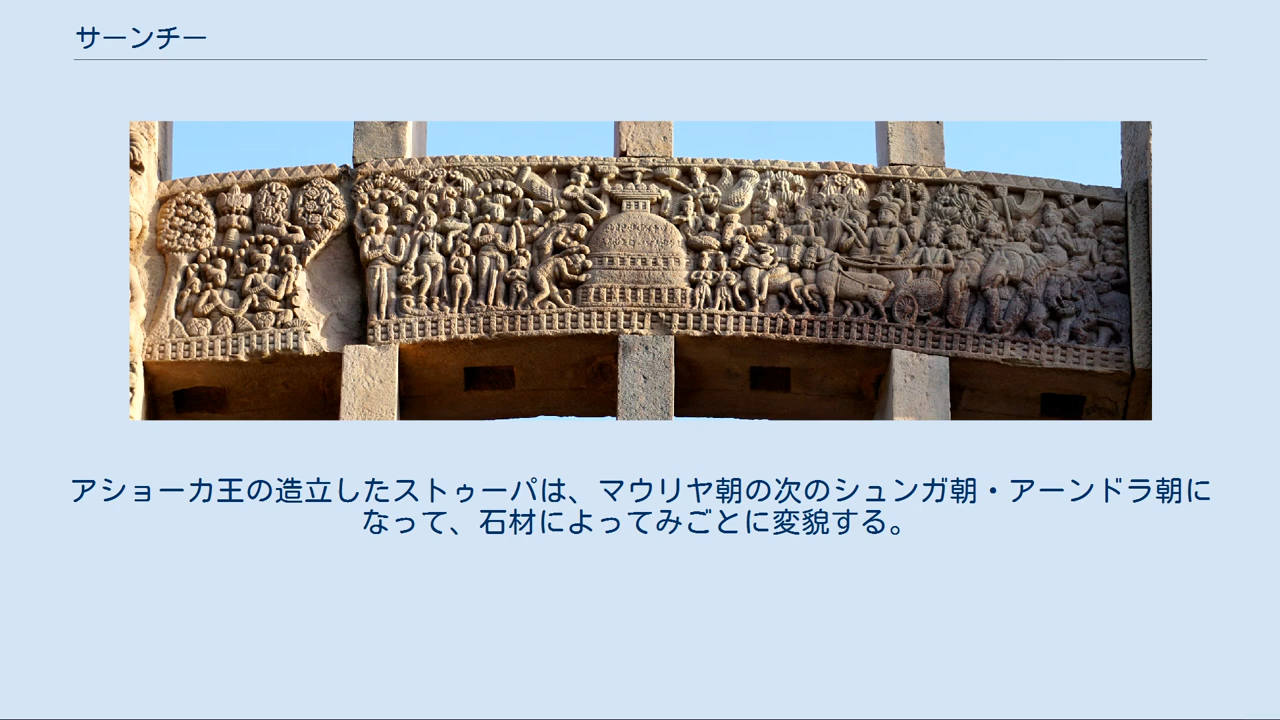 サーンチー
アショーカ王の造立したストゥーパは、マウリヤ朝の次のシュンガ朝・アーンドラ朝に
なって、石材によってみごとに変貌する。